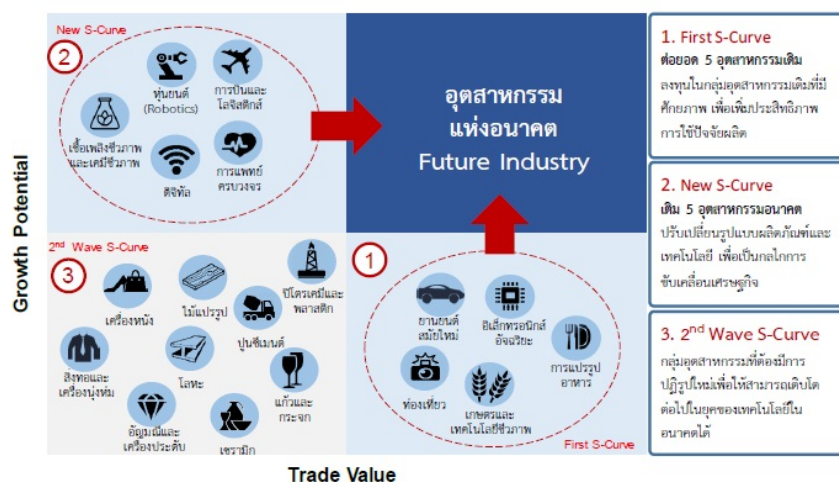 New S-Curve
2
หุ่นยนต์
(Robotics)
การบินและ
โลจิสติกส์
เชื้อเพลิงชีวภาพ
และเคมีชีวภาพ
ดิจิทัล
การแพทย์
ครบวงจร
อุตสาหกรรม
แห่งอนาคต
Future Industry
2nd Wave S-Curve
3
เครื่องหนัง
ไม้แปรรูป
ปิโตรเคมีและ
พลาสติก
ปูนซีเมนต์
สิ่งทอและ
เครื่องนุ่งห่ม
โลหะ
แก้วและ
กระจก
อัญมณีและ
เครื่องประดับ
เซรามิก
1
ยานยนต์
สมัยใหม่
อิเล็กทรอนิกส์
อัจฉริยะ
การแปรรูป
อาหาร
ท่องเที่ยว
เกษตรและ
เทคโนโลยีชีวภาพ
First S-Curve
Growth Potential
Trade Value
1. First S-Curve
ต่อยอด 5 อุตสาหกรรมเดิม
ลงทุนในกลุ่มอุตสาหกรรมเดิมที่มี
ศักยภาพ เพื่อเพิ่มประสิทธิภาพ
การใช้ปัจจัยผลิต
2. New S-Curve
เติม 5 อุตสาหกรรมอนาคต
ปรับเปลี่ยนรูปแบบผลิตภัณฑ์และ
เทคโนโลยี เพื่อเป็นกลไกการ
ขับเคลื่อนเศรษฐกิจ
3. 2nd Wave S-Curve
กลุ่มอุตสาหกรรมที่ต้องมีการ
ปฏิรูปใหม่เพื่อให้สามารถเติบโต
ต่อไปในยุคของเทคโนโลยีใน
อนาคตได้